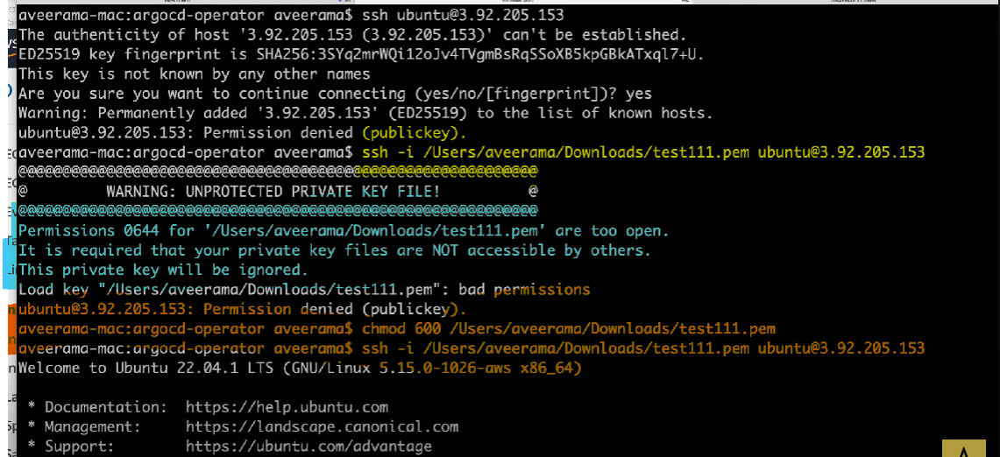 aveerama-mac:argocd-operator aveerama$ ssh ubuntu@3.92.205.153
The authenticity of host '3.92.205.153 (3.92.205.153)' can't be established.
ED25519 key fingerprint is SHA256:3SYq2mrWQi12oJv4TVgmBsRqSSoXB5kpGBkATxql7+U.
This key is not known by any other names
Are you sure you want to continue connecting (yes/no/[fingerprint])? yes
Warning: Permanently added '3.92.205.153' (ED25519) to the list of known hosts.
ubuntu@3.92.205.153: Permission denied (publickey).
aveerama-mac:argocd-operator aveerama$ ssh -i /Users/aveerama/Downloads/test111.pem ubuntu@3.92.205.153
@@@@@@@@@@@@@@@@@@@@@@@@@@@@@@@@@@@@@@@@@@@@@@@@@@@@@@@@@@@
@         WARNING: UNPROTECTED PRIVATE KEY FILE!          @
@@@@@@@@@@@@@@@@@@@@@@@@@@@@@@@@@@@@@@@@@@@@@@@@@@@@@@@@@@@
Permissions 0644 for '/Users/aveerama/Downloads/test111.pem' are too open.
It is required that your private key files are NOT accessible by others.
This private key will be ignored.
Load key "/Users/aveerama/Downloads/test111.pem": bad permissions
ubuntu@3.92.205.153: Permission denied (publickey).
aveerama-mac:argocd-operator aveerama$ chmod 600 /Users/aveerama/Downloads/test111.pem
aveerama-mac:argocd-operator aveerama$ ssh -i /Users/aveerama/Downloads/test111.pem ubuntu@3.92.205.153
Welcome to Ubuntu 22.04.1 LTS (GNU/Linux 5.15.0-1026-aws x86_64)
* Documentation:  https://help.ubuntu.com
* Management:     https://landscape.canonical.com
* Support:        https://ubuntu.com/advantage